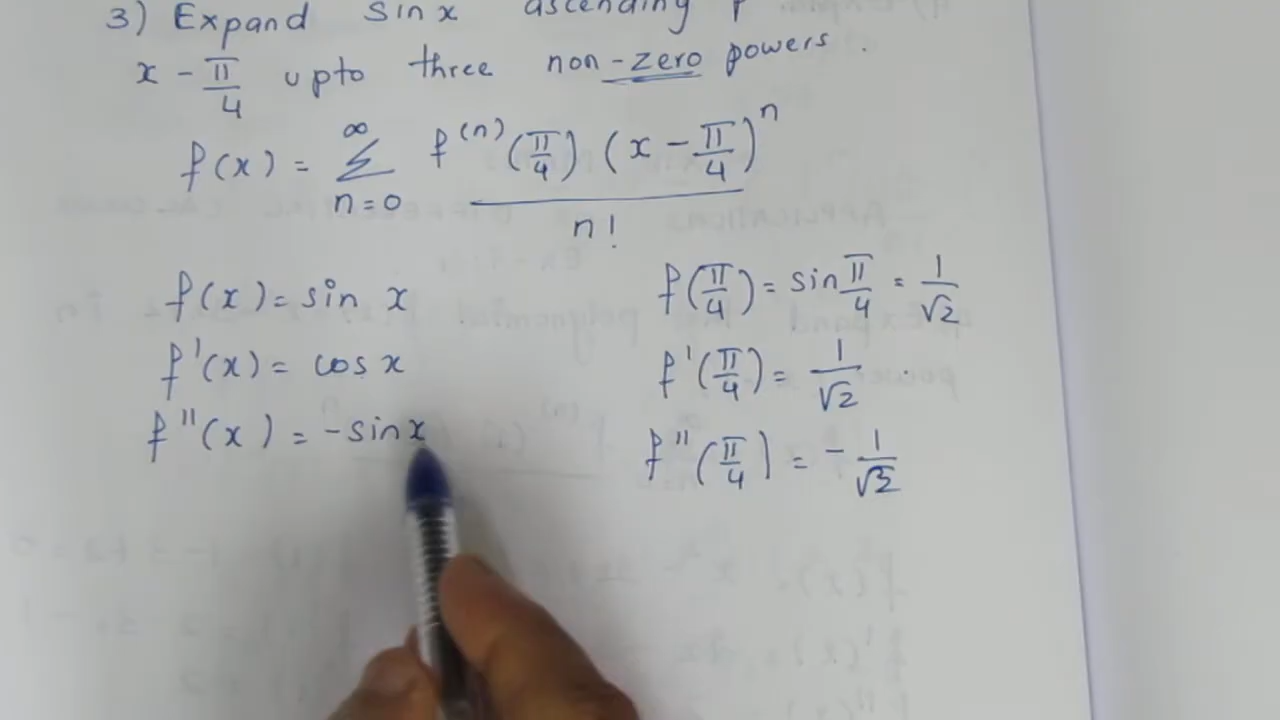 3) Expand sin x ascending p
x - π/4 upto three non-zero powers.
f(x) = ∞ Σ n=0 f^(n)(π/4) (x - π/4)^n / n!
f(x) = sin x f(π/4) = sin π/4 = 1/√2
f'(x) = cos x f'(π/4) = 1/√2
f''(x) = -sin x f''(π/4) = -1/√2